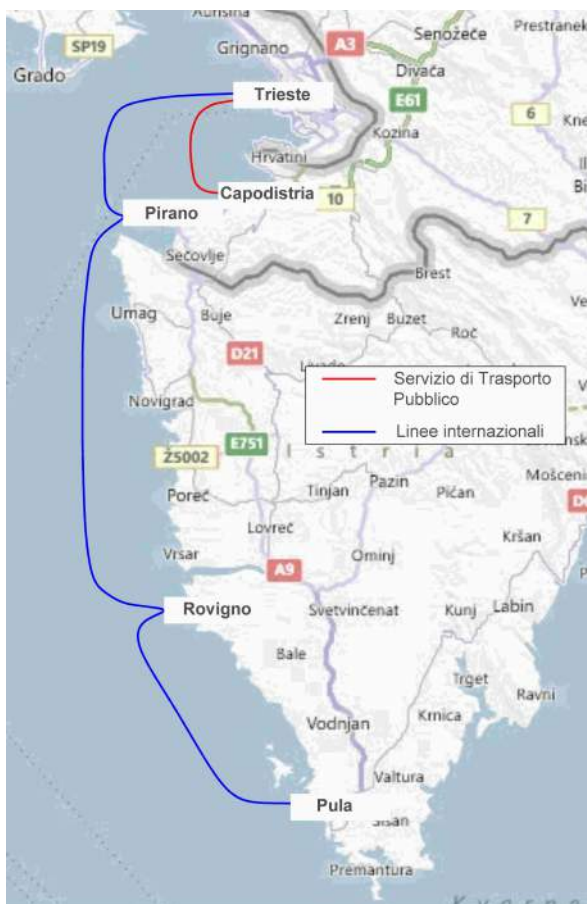 Aurisina
Prestranek
SP19
Senožeče
A3
Grignano
Grado
Divača
Trieste
E61
6
Kozina
Hrvatini
Capodistria
10
Pirano
7
Sečovlje
Brest
Umag
Buje
Zrenj
Buzet
Roč
D21
Servizio di Trasporto
Pubblico
Novigrad
Linee internazionali
E751
Istria
Ž5002
Pazin
Tinjan
Pićan
Poreč
Lovreč
Kršan
Vrsar
Ominj
A9
Rovigno
Svetvinčenat
Kunj
Labin
Bale
Trget
Ravni
Krnica
Vodnjan
Valtura
Pula
Premantura